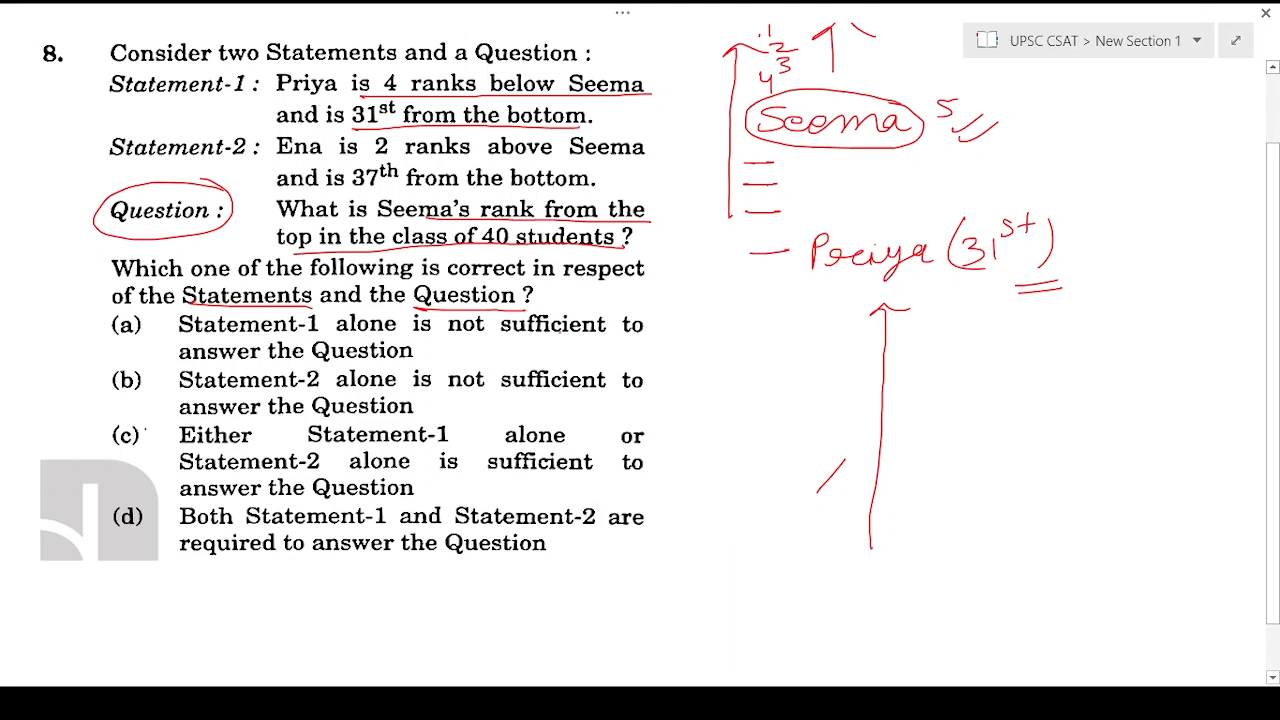 UPSC CSAT > New Section 1
8. Consider two Statements and a Question :
Statement-1 : Priya is 4 ranks below Seema
and is 31st from the bottom.
Statement-2 : Ena is 2 ranks above Seema
and is 37th from the bottom.
Question : What is Seema's rank from the
top in the class of 40 students ?
Which one of the following is correct in respect
of the Statements and the Question ?
(a) Statement-1 alone is not sufficient to
answer the Question
(b) Statement-2 alone is not sufficient to
answer the Question
(c) Either Statement-1 alone or
Statement-2 alone is sufficient to
answer the Question
(d) Both Statement-1 and Statement-2 are
required to answer the Question
1
2
3
4
Seema 5
Priya (31st)